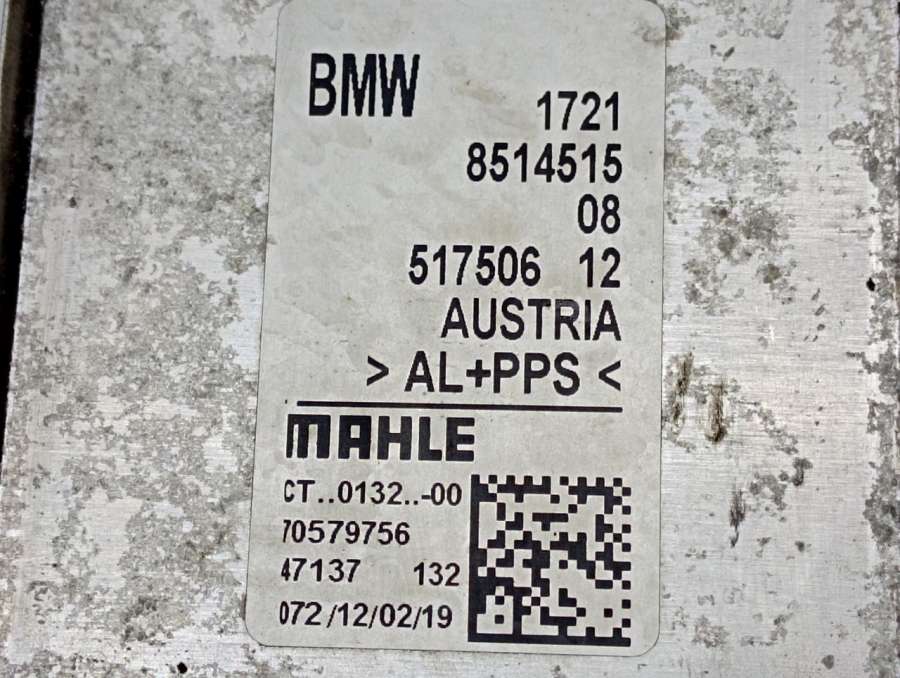 BMW
1721
8514515
08
517506 12
AUSTRIA
> AL+PPS <
MAHLE
CT..0132..-00
70579756
47137 132
072/12/02/19